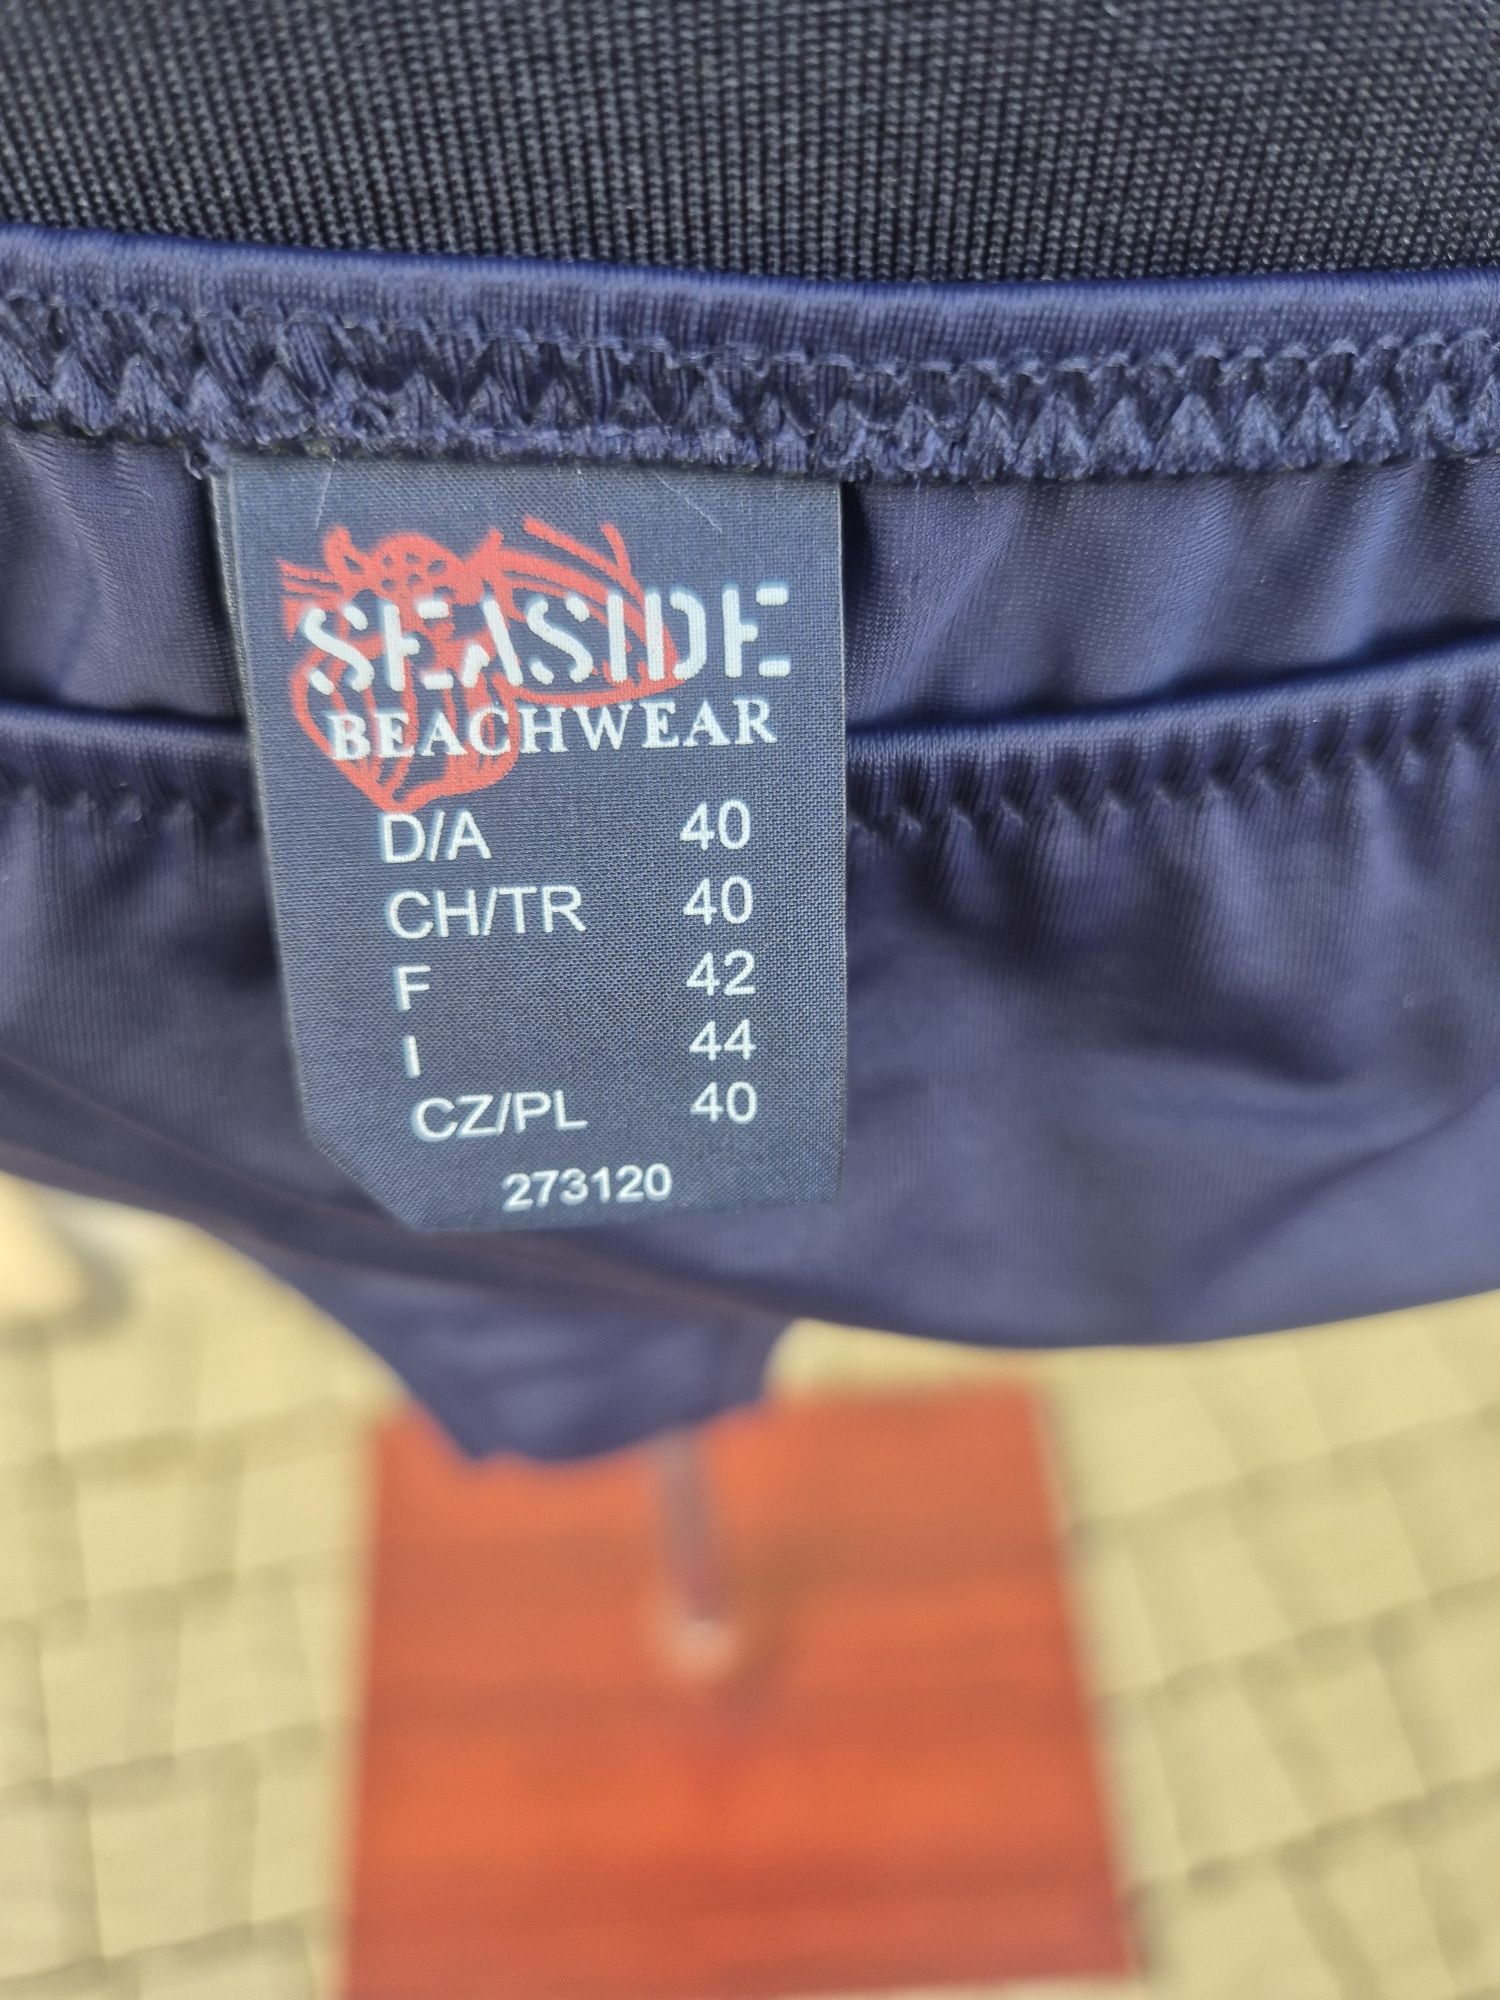 SEASIDE
BEACHWEAR
D/A 40
CH/TR 40
F 42
I 44
CZ/PL 40
273120